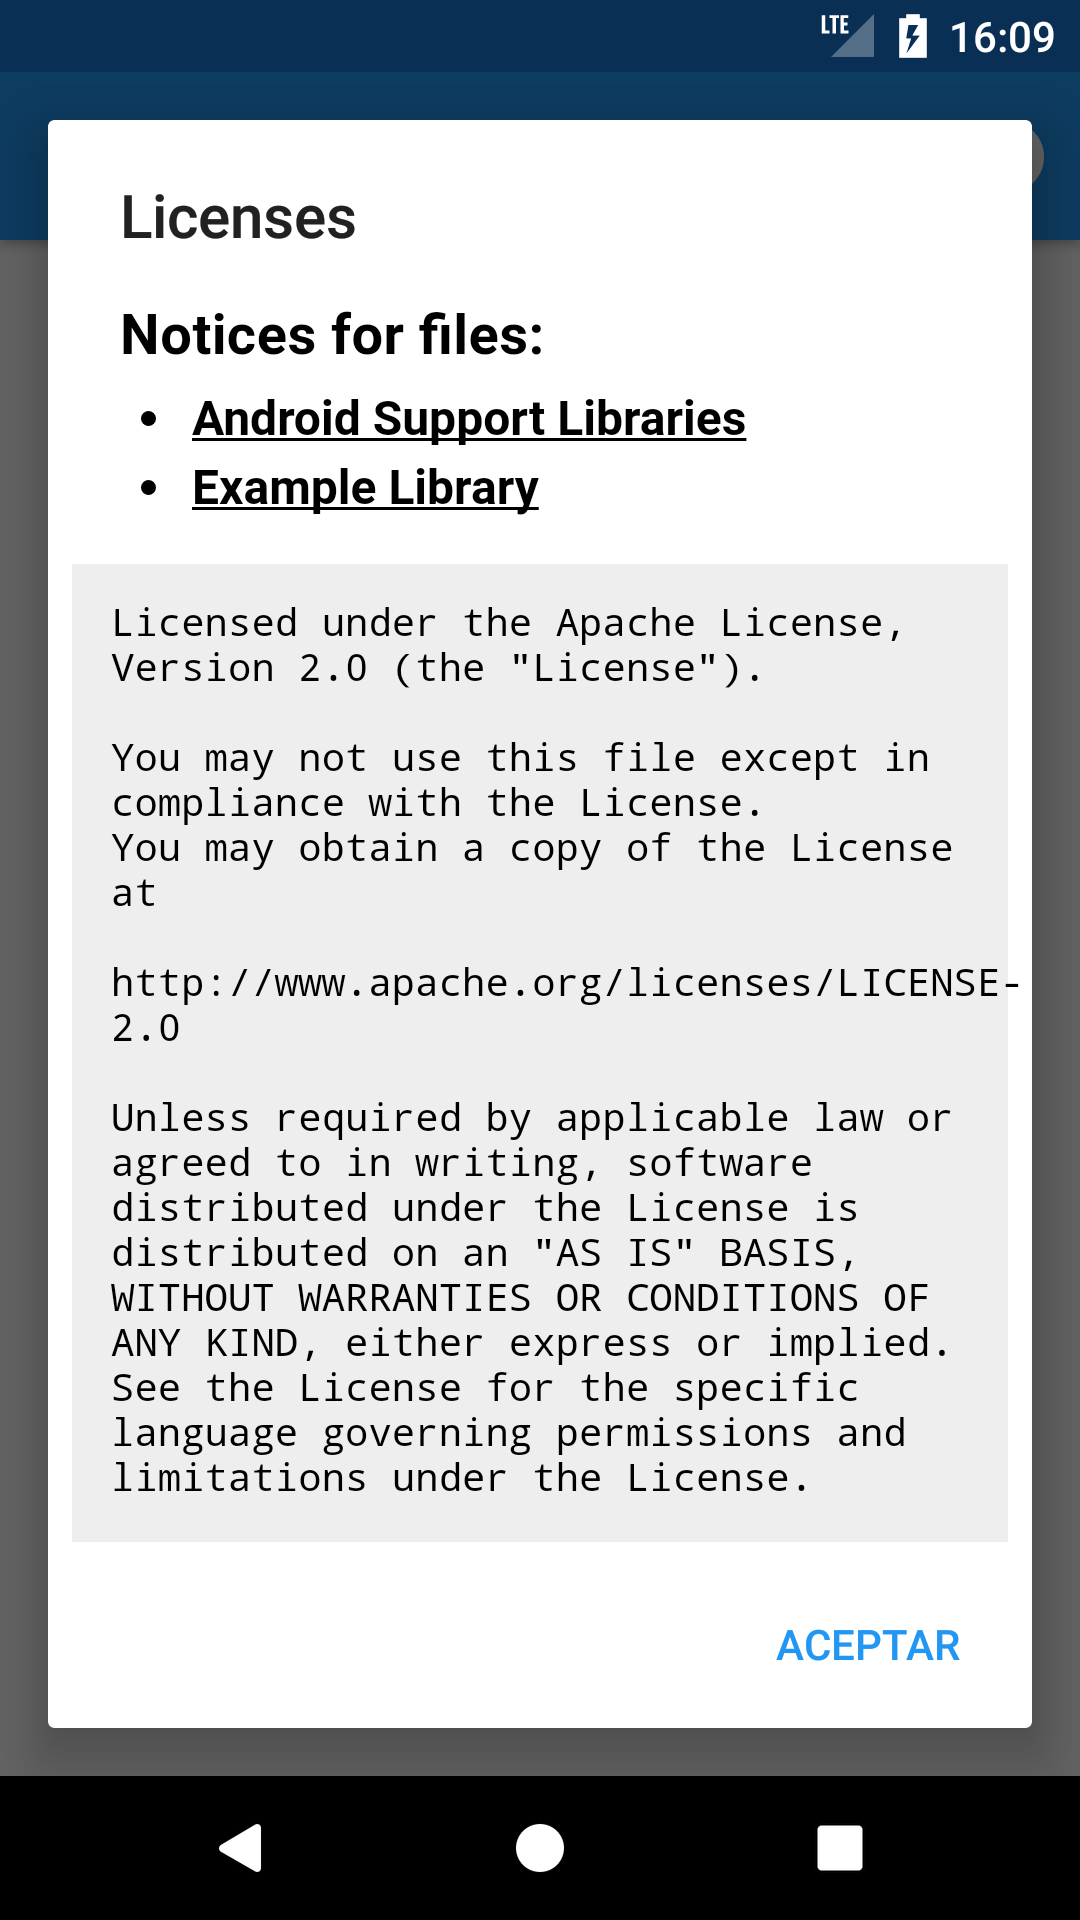 LTE 16:09
Licenses
Notices for files:
• Android Support Libraries
• Example Library
Licensed under the Apache License,
Version 2.0 (the "License").
You may not use this file except in
compliance with the License.
You may obtain a copy of the License
at
http://www.apache.org/licenses/LICENSE-
2.0
Unless required by applicable law or
agreed to in writing, software
distributed under the License is
distributed on an "AS IS" BASIS,
WITHOUT WARRANTIES OR CONDITIONS OF
ANY KIND, either express or implied.
See the License for the specific
language governing permissions and
limitations under the License.
ACEPTAR